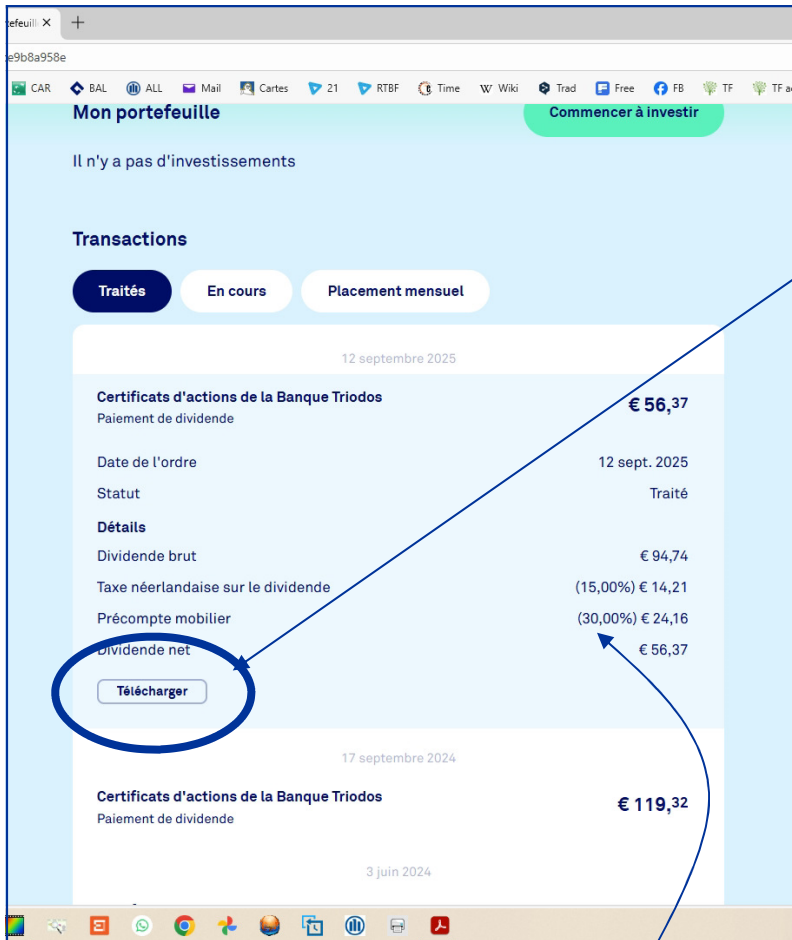 tefeuill ×
+
e9b8a958e
CAR BAL ALL Mail Cartes 21 RTBF Time W Wiki Trad Free FB TF TF a
Mon portefeuille
Commencer à investir
Il n'y a pas d'investissements
Transactions
Traités En cours Placement mensuel
12 septembre 2025
Certificats d'actions de la Banque Triodos € 56,37
Paiement de dividende
Date de l'ordre 12 sept. 2025
Statut Traité
Détails
Dividende brut € 94,74
Taxe néerlandaise sur le dividende (15,00%) € 14,21
Précompte mobilier (30,00%) € 24,16
Dividende net € 56,37
Télécharger
17 septembre 2024
Certificats d'actions de la Banque Triodos € 119,32
Paiement de dividende
3 juin 2024